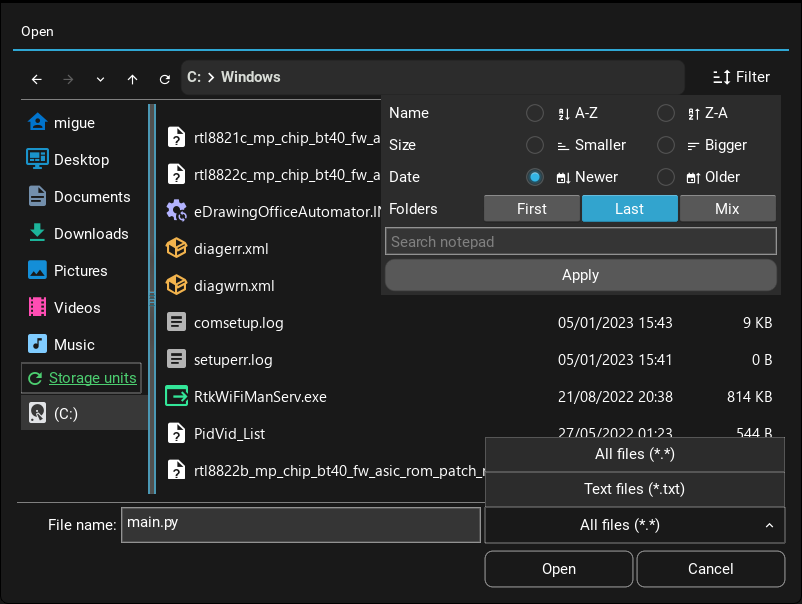 Open
C: > Windows
Filter
migue
Desktop
Documents
Downloads
Pictures
Videos
Music
Storage units
(C:)
rtl8821c_mp_chip_bt40_fw_a
rtl8822c_mp_chip_bt40_fw_a
eDrawingOfficeAutomator.IN
diagerr.xml
diagwrn.xml
comsetup.log 05/01/2023 15:43 9 KB
setuperr.log 05/01/2023 15:41 0 B
RtkWiFiManServ.exe 21/08/2022 20:38 814 KB
PidVid_List 27/05/2022 01:23 544 B
rtl8822b_mp_chip_bt40_fw_asic_rom_patch_r
Name A-Z Z-A
Size Smaller Bigger
Date Newer Older
Folders First Last Mix
Search notepad
Apply
All files (*.*)
Text files (*.txt)
File name: main.py All files (*.*)
Open Cancel